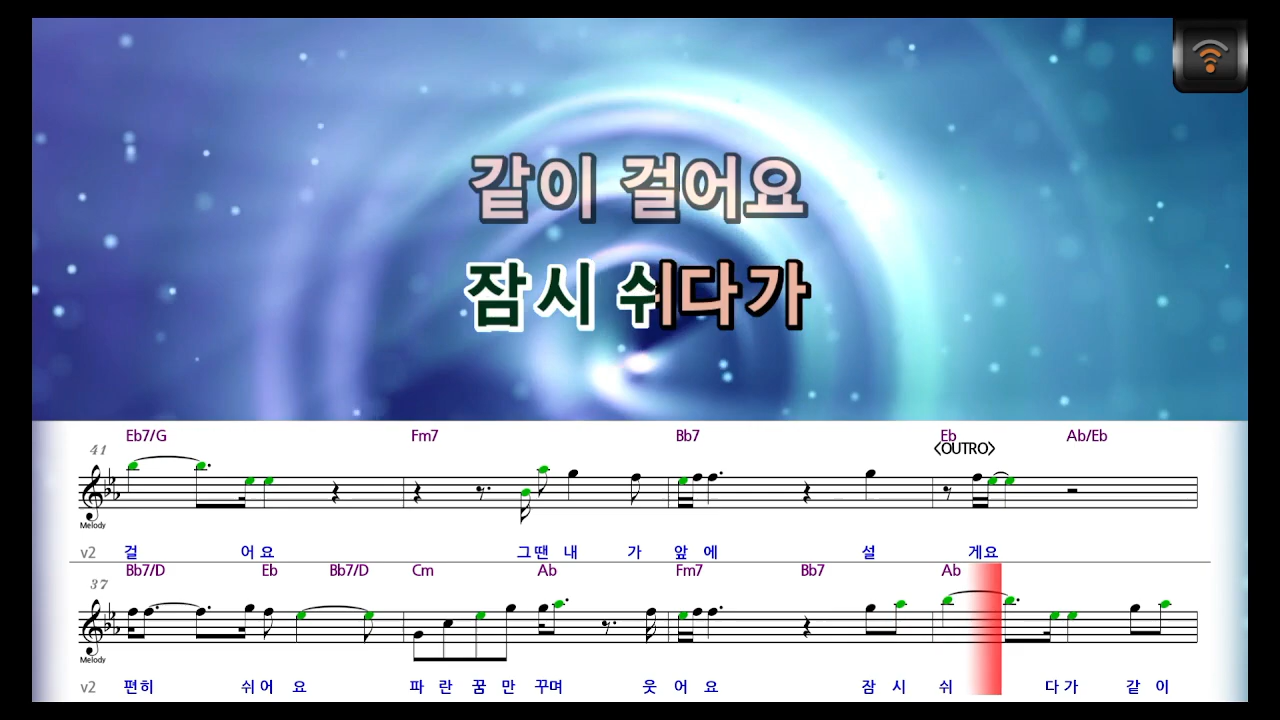 같이 걸어요
잠시 쉬다가
Eb7/G Fm7 Bb7 Eb Ab/Eb
41 <OUTRO>
Melody
v2 걸 어 요 그 땐 내 가 앞 에 설 게 요
Bb7/D Eb Bb7/D Cm Ab Fm7 Bb7 Ab
37
Melody
v2 편 히 쉬 어 요 파 란 꿈 만 꾸 며 웃 어 요 잠 시 쉬 다 가 같 이